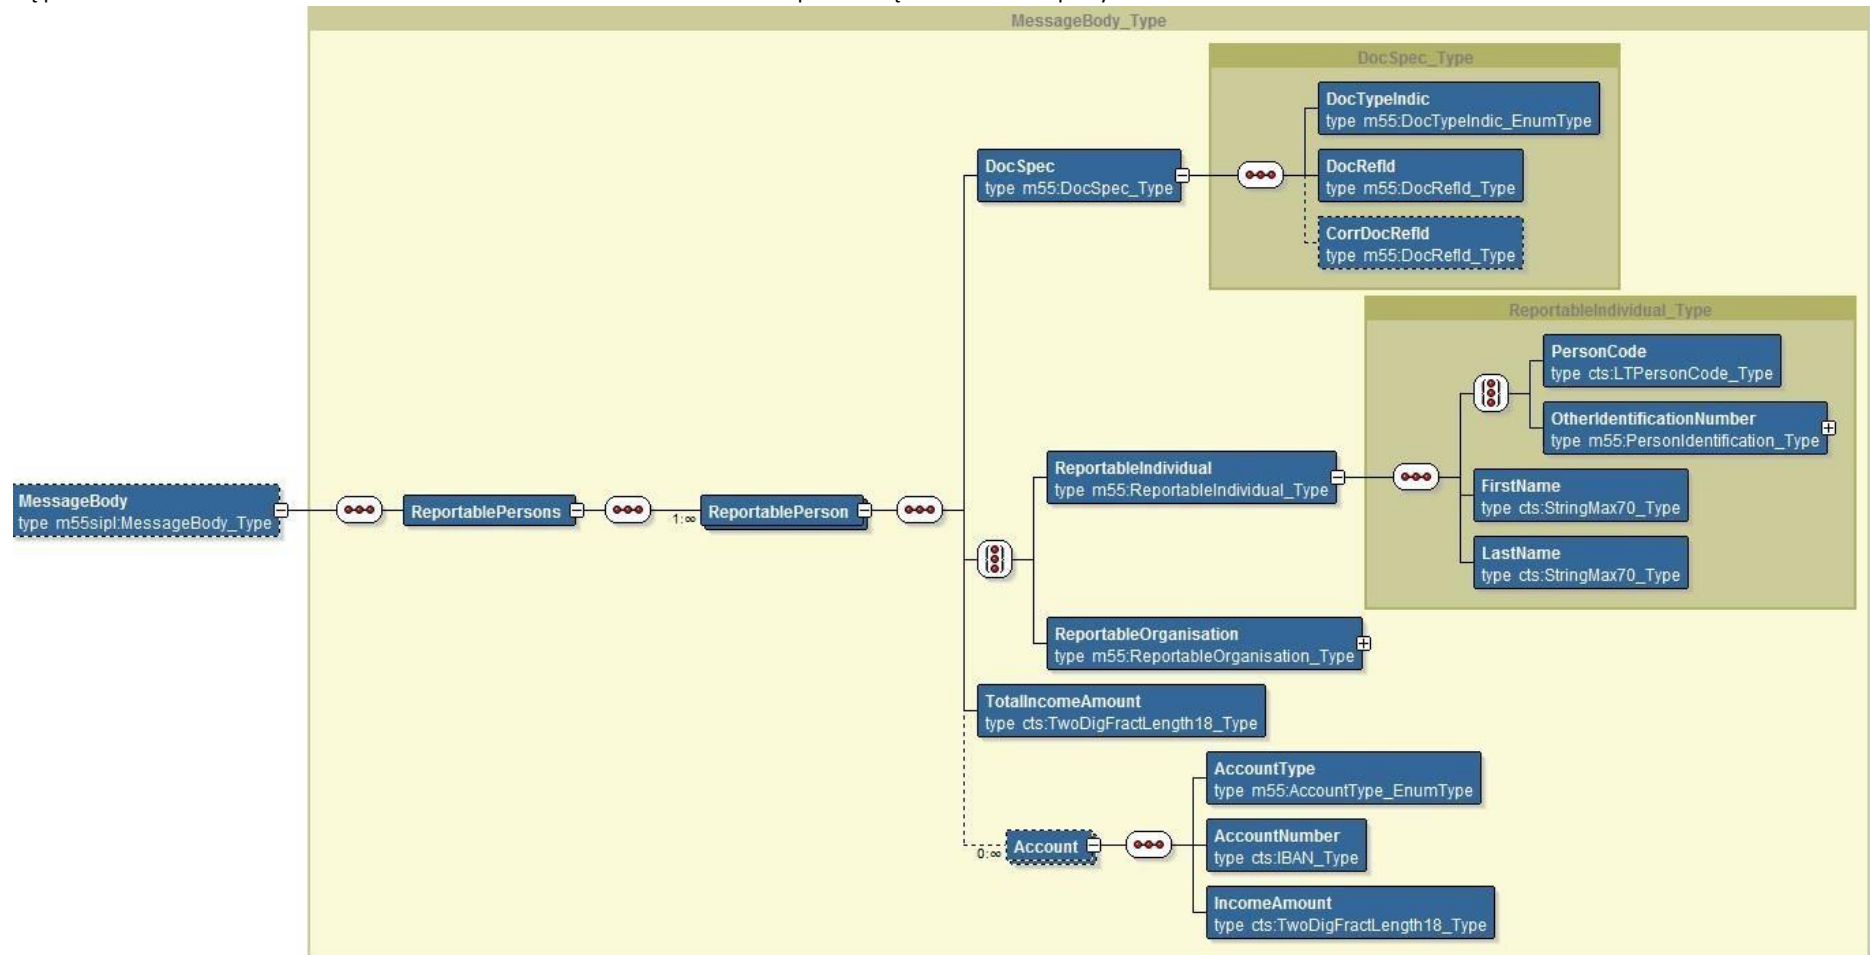 MessageBody_Type
DocSpec_Type
DocTypeIndic
type m55:DocTypeIndic_EnumType
DocSpec
type m55:DocSpec_Type
DocRefId
type m55:DocRefId_Type
CorrDocRefId
type m55:DocRefId_Type
ReportableIndividual_Type
PersonCode
type cts:LTPersonCode_Type
OtherIdentificationNumber
type m55:PersonIdentification_Type
ReportableIndividual
type m55:ReportableIndividual_Type
FirstName
type cts:StringMax70_Type
LastName
type cts:StringMax70_Type
MessageBody
type m55sipl:MessageBody_Type
ReportablePersons
1:∞
ReportablePerson
ReportableOrganisation
type m55:ReportableOrganisation_Type
TotalIncomeAmount
type cts:TwoDigFractLength18_Type
AccountType
type m55:AccountType_EnumType
0:∞
Account
AccountNumber
type cts:IBAN_Type
IncomeAmount
type cts:TwoDigFractLength18_Type